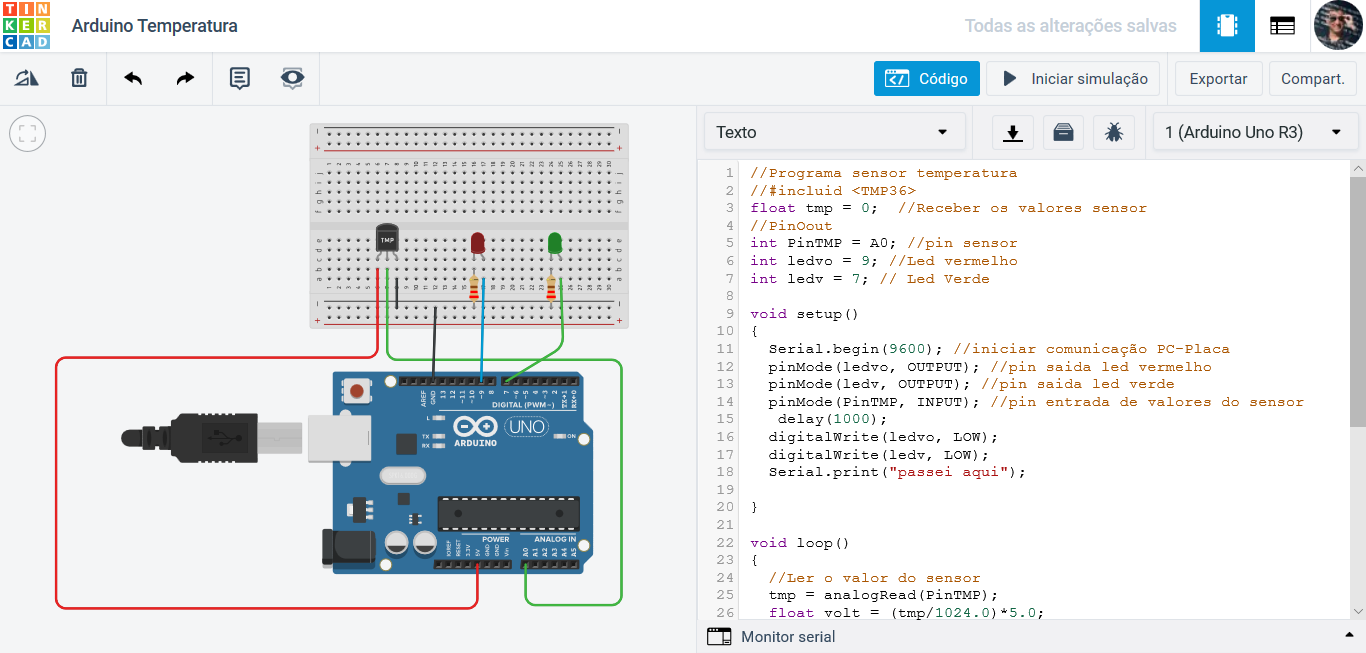 TINKERCAD
Arduino Temperatura
Todas as alterações salvas
Código
Iniciar simulação
Exportar
Compart.
Texto
1 (Arduino Uno R3)
1 //Programa sensor temperatura
2 //#incluid <TMP36>
3 float tmp = 0;  //Receber os valores sensor
4 //PinOout
5 int PinTMP = A0; //pin sensor
6 int ledvo = 9; //Led vermelho
7 int ledv = 7; // Led Verde
8
9 void setup()
10 {
11   Serial.begin(9600); //iniciar comunicação PC-Placa
12   pinMode(ledvo, OUTPUT); //pin saida led vermelho
13   pinMode(ledv, OUTPUT); //pin saida led verde
14   pinMode(PinTMP, INPUT); //pin entrada de valores do sensor
15    delay(1000);
16   digitalWrite(ledvo, LOW);
17   digitalWrite(ledv, LOW);
18   Serial.print("passei aqui");
19
20 }
21
22 void loop()
23 {
24   //Ler o valor do sensor
25   tmp = analogRead(PinTMP);
26   float volt = (tmp/1024.0)*5.0;
Monitor serial
TMP
AREF
GND
13
12
~11
~10
~9
8
7
~6
~5
4
~3
2
TX→1
RX←0
DIGITAL (PWM~)
L
TX
RX
ARDUINO
UNO
ON
POWER
ANALOG IN
IOREF
RESET
3.3V
5V
GND
GND
Vin
A0
A1
A2
A3
A4
A5